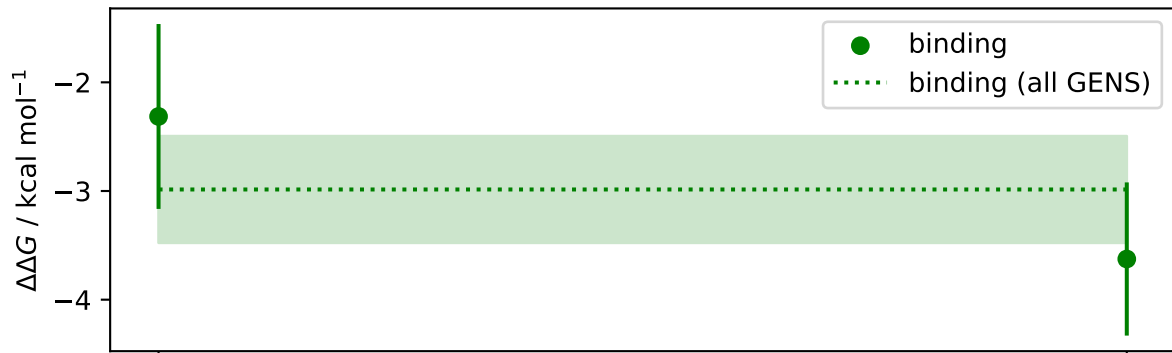 ΔΔG / kcal mol⁻¹
−2
−3
−4
binding
binding (all GENS)